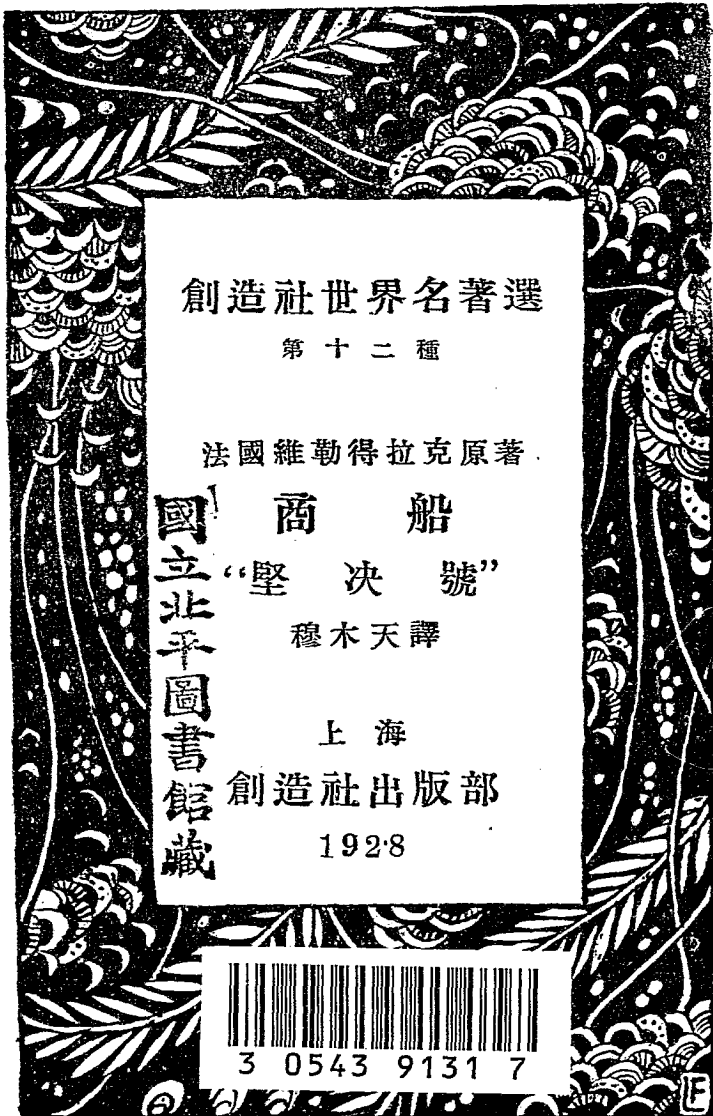 創造社世界名著選
第十二種
法國維勒得拉克原著
商船
“堅決號”
穆木天譯
上海
創造社出版部
1928
國立北平圖書館藏
3 0543 9131 7
F